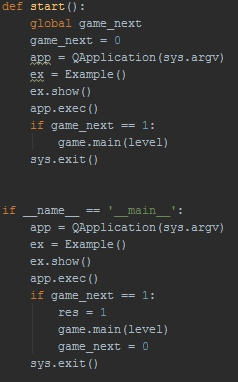 def start():
    global game_next
    game_next = 0
    app = QApplication(sys.argv)
    ex = Example()
    ex.show()
    app.exec()
    if game_next == 1:
        game.main(level)
    sys.exit()


if __name__ == '__main__':
    app = QApplication(sys.argv)
    ex = Example()
    ex.show()
    app.exec()
    if game_next == 1:
        res = 1
        game.main(level)
        game_next = 0
    sys.exit()